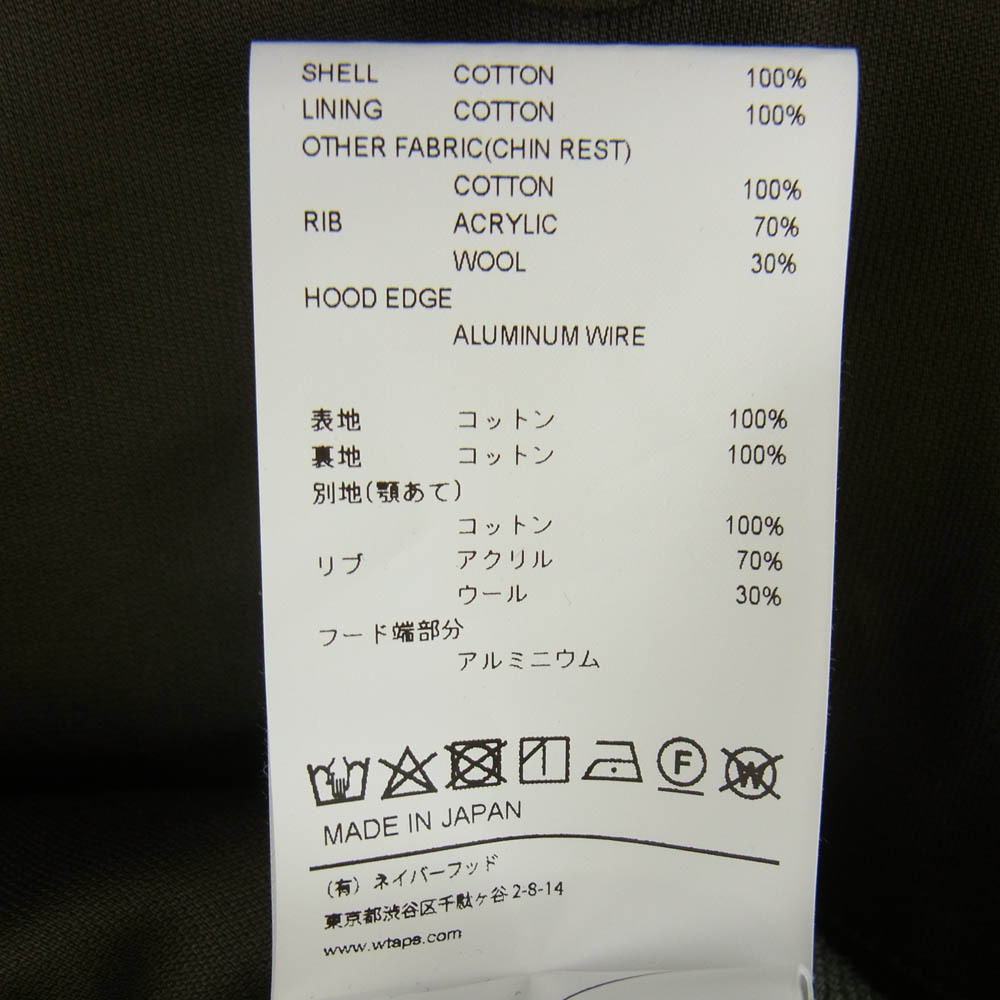 SHELL COTTON 100%
LINING COTTON 100%
OTHER FABRIC(CHIN REST)
COTTON 100%
RIB ACRYLIC 70%
WOOL 30%
HOOD EDGE
ALUMINUM WIRE
表地 コットン 100%
裏地 コットン 100%
別地(顎あて)
コットン 100%
リブ アクリル 70%
ウール 30%
フード端部分
アルミニウム
F W
MADE IN JAPAN
(有) ネイバーフッド
東京都渋谷区千駄ヶ谷 2-8-14
www.wtaps.com